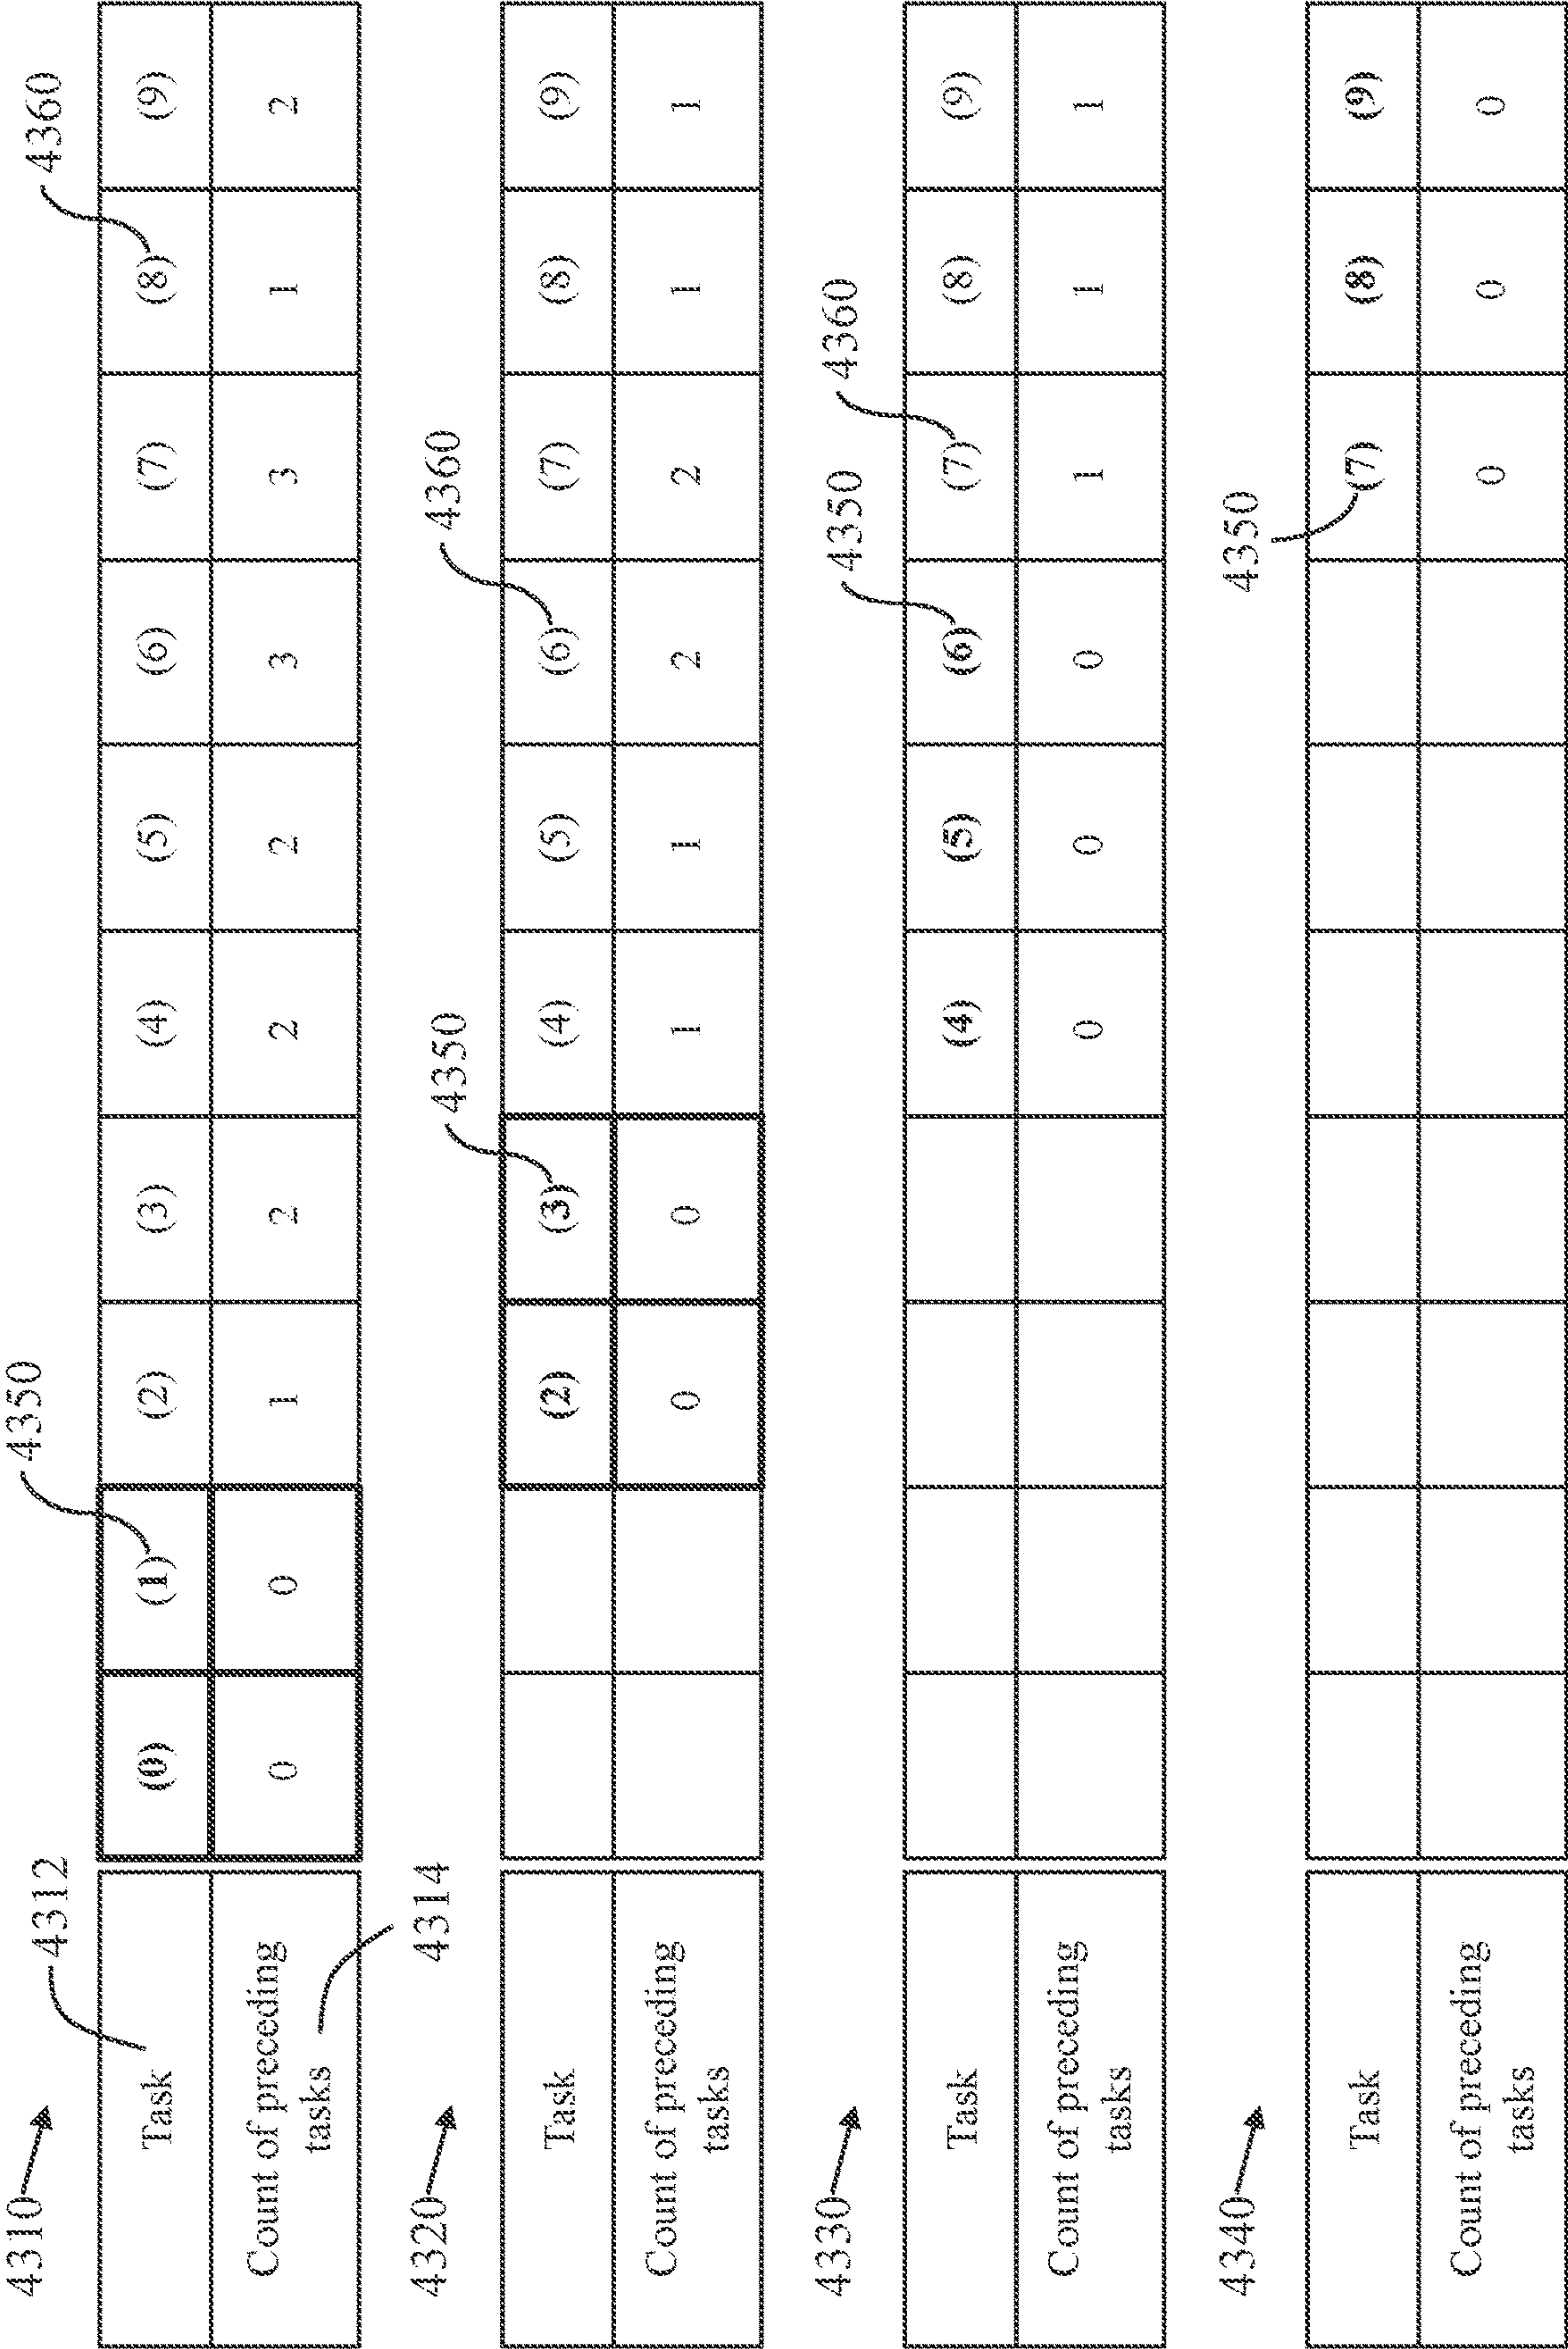 4310
4312
4350
4360
Task (0) (1) (2) (3) (4) (5) (6) (7) (8) (9)
Count of preceding
tasks
0 0 1 2 2 2 3 3 1 2
4314
4320
4350
4360
Task (2) (3) (4) (5) (6) (7) (8) (9)
Count of preceding
tasks
0 0 1 1 2 2 1 1
4330
4350
4360
Task (4) (5) (6) (7) (8) (9)
Count of preceding
tasks
0 0 0 1 1 1
4340
4350
Task (7) (8) (9)
Count of preceding
tasks
0 0 0